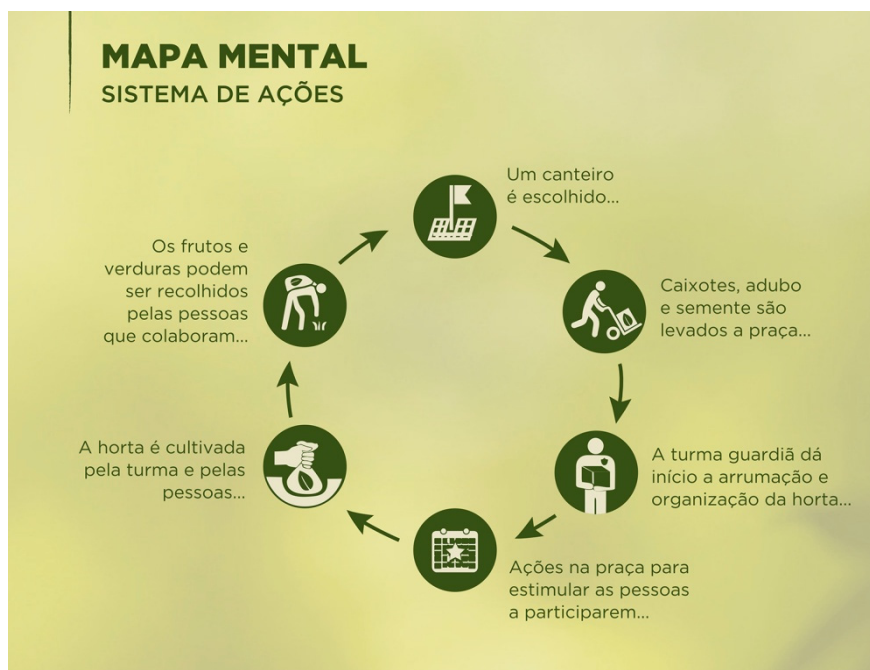 MAPA MENTAL
SISTEMA DE AÇÕES
Um canteiro
é escolhido...
Caixotes, adubo
e semente são
levados a praça...
A turma guardiã dá
início a arrumação e
organização da horta...
Ações na praça para
estimular as pessoas
a participarem...
A horta é cultivada
pela turma e pelas
pessoas...
Os frutos e
verduras podem
ser recolhidos
pelas pessoas
que colaboram...